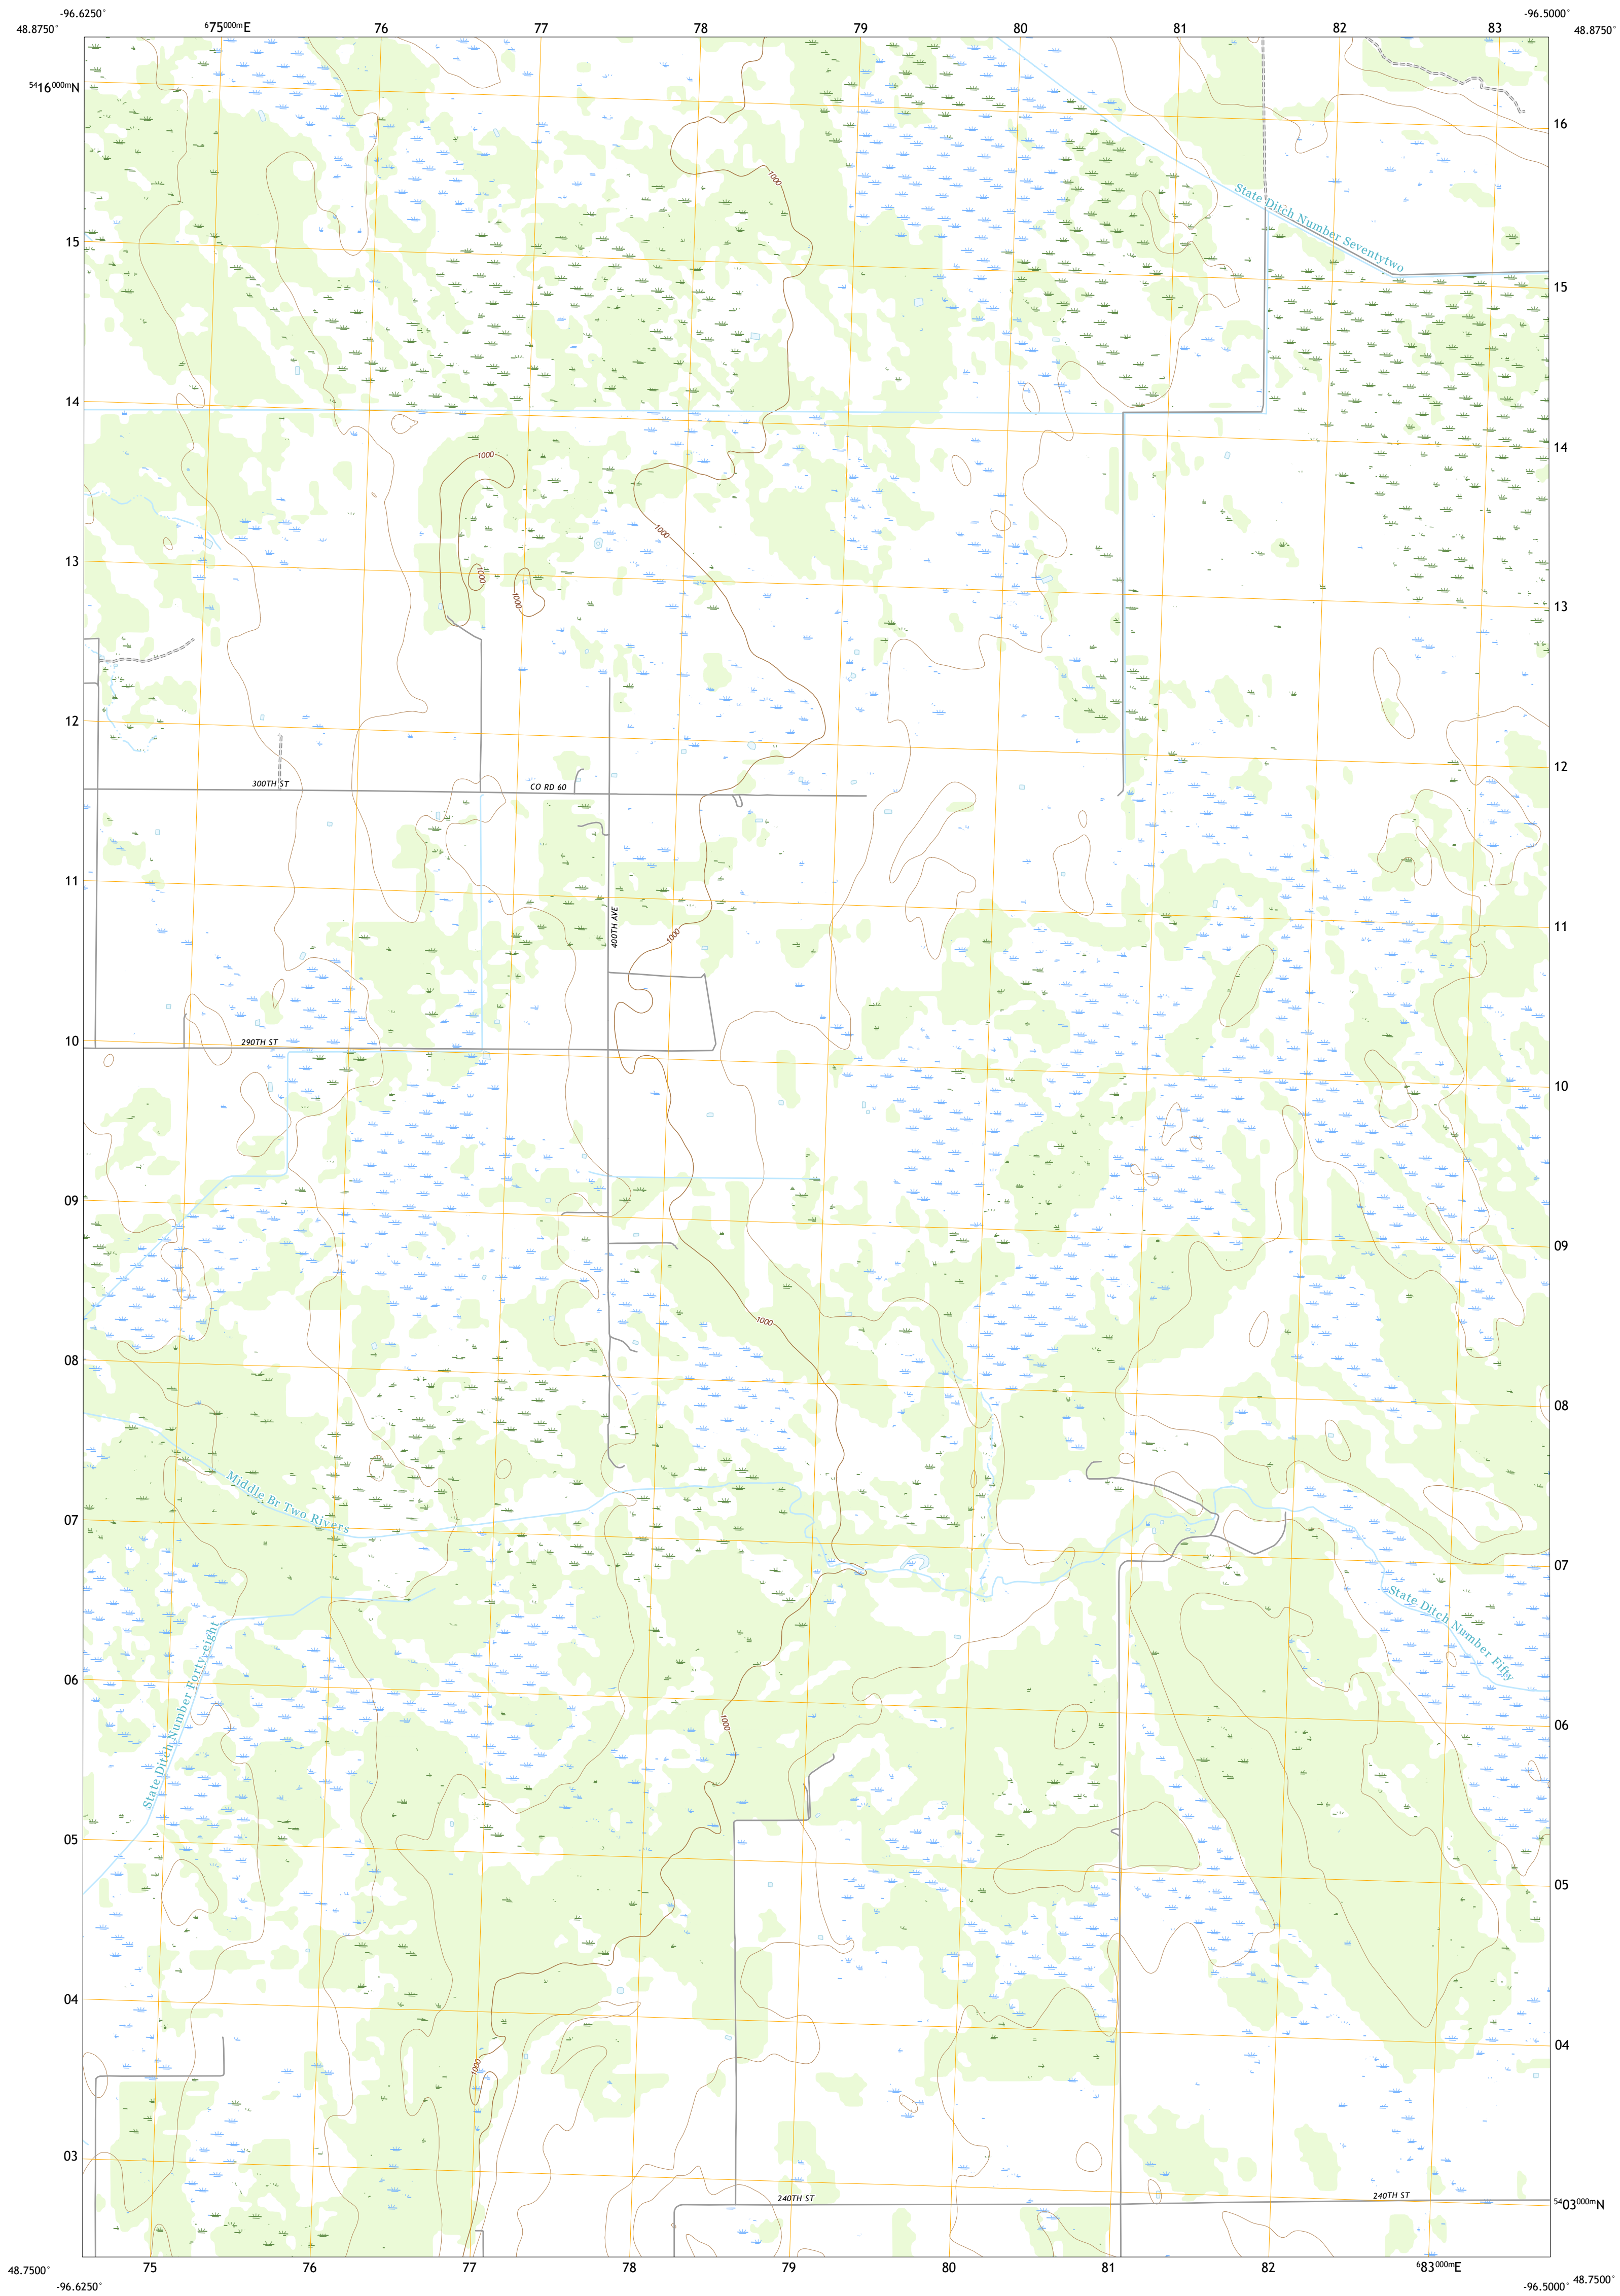 -96.6250° -96.5000°
48.8750° 675000mE 76 77 78 79 80 81 82 83 48.8750°
5416000mN
16
1000
State Ditch Number Seventytwo
15
15
14
14
1000
1000
13
1000
1000
13
12
12
300TH ST
CO RD 60
11
400TH AVE
11
1000
10
290TH ST
10
09
09
1000
08
08
Middle Br Two Rivers
07
07
State Ditch Number Fifty
State Ditch Number Forty-eight
06
1000
06
05
05
04
04
1000
03
240TH ST
240TH ST
5403000mN
48.7500° 75 76 77 78 79 80 81 82 683000mE 48.7500°
-96.6250° -96.5000°